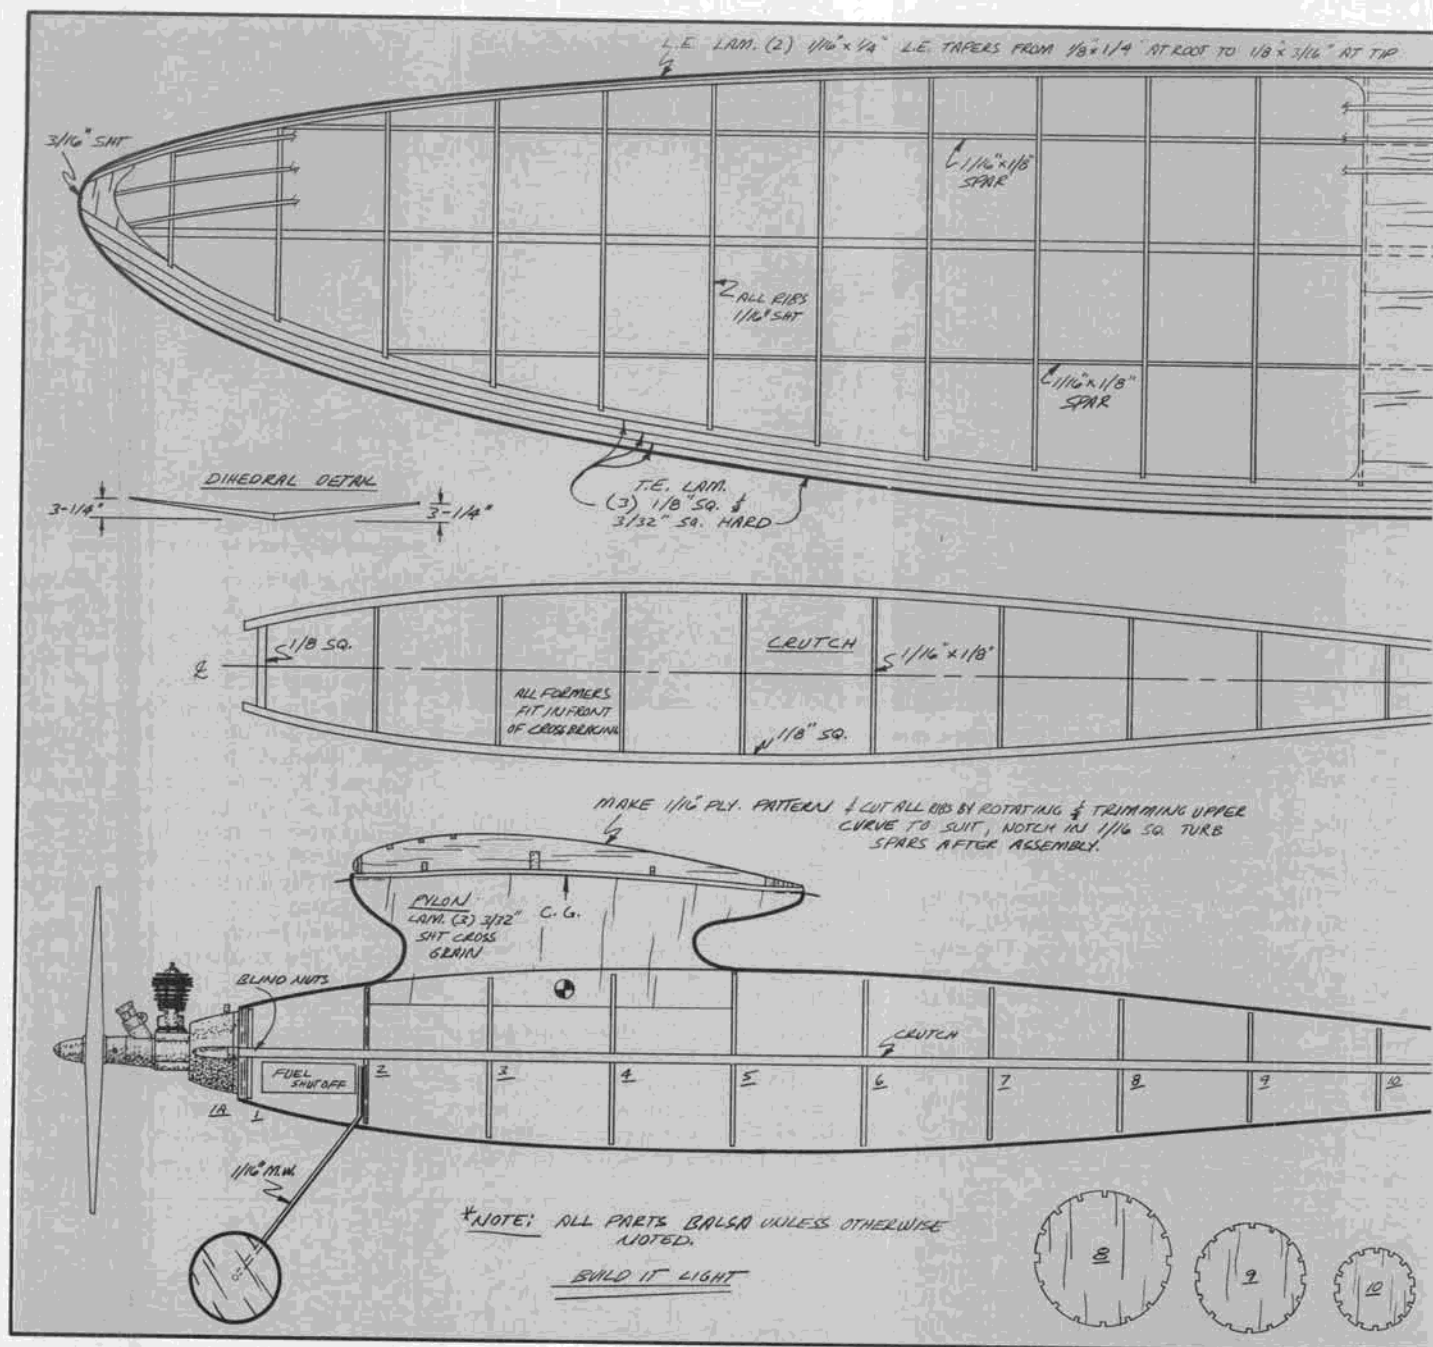 L.E. LAM. (2) 1/16" x 1/4" L.E. TAPERS FROM 1/8 x 1/4" AT ROOT TO 1/8" x 3/16" AT TIP
3/16" SHT
1/16" x 1/8"
SPAR
ALL RIBS
1/16" SHT
1/16" x 1/8"
SPAR
DIHEDRAL DETAIL
3-1/4"
3-1/4"
T.E. LAM.
(3) 1/8" SQ. &
3/32" SQ. HARD
1/8 SQ.
CRUTCH
1/16" x 1/8"
℄
ALL FORMERS
FIT IN FRONT
OF CROSSBRACING
1/8" SQ.
MAKE 1/16" PLY. PATTERN & CUT ALL RIBS BY ROTATING & TRIMMING UPPER
CURVE TO SUIT, NOTCH IN 1/16 SQ. TURB
SPARS AFTER ASSEMBLY.
PYLON
LAM. (3) 3/32"
SHT CROSS
GRAIN
C.G.
BLIND NUTS
CRUTCH
FUEL
SHUTOFF
2
3
4
5
6
7
8
9
10
1A
1
1/16" M.W.
*NOTE: ALL PARTS BALSA UNLESS OTHERWISE
NOTED.
BUILD IT LIGHT
8
9
10